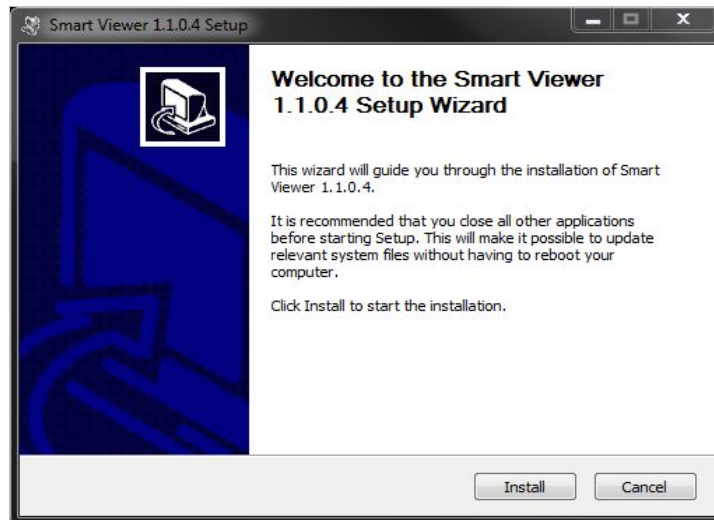 Smart Viewer 1.1.0.4 Setup
Welcome to the Smart Viewer
1.1.0.4 Setup Wizard
This wizard will guide you through the installation of Smart
Viewer 1.1.0.4.
It is recommended that you close all other applications
before starting Setup. This will make it possible to update
relevant system files without having to reboot your
computer.
Click Install to start the installation.
Install
Cancel